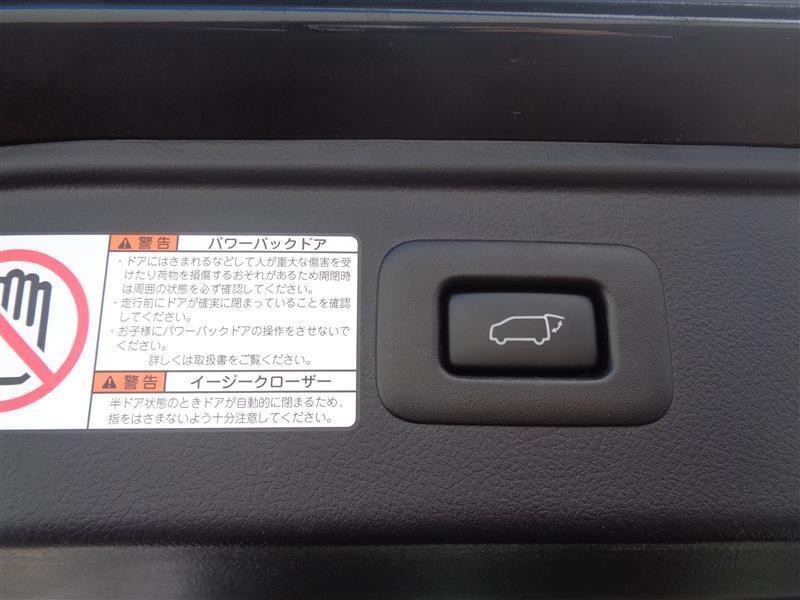 ⚠警告 パワーバックドア
・ドアにはさまれるなどして人が重大な傷害を受
けたり荷物を損傷するおそれがあるため開閉時
は周囲の状態を必ず確認してください。
・走行前にドアが確実に閉まっていることを確認
してください。
・お子様にパワーバックドアの操作をさせないで
ください。
詳しくは取扱書をご覧ください。
⚠警告 イージークローザー
半ドア状態のときドアが自動的に閉まるため、
指をはさまないよう十分注意してください。